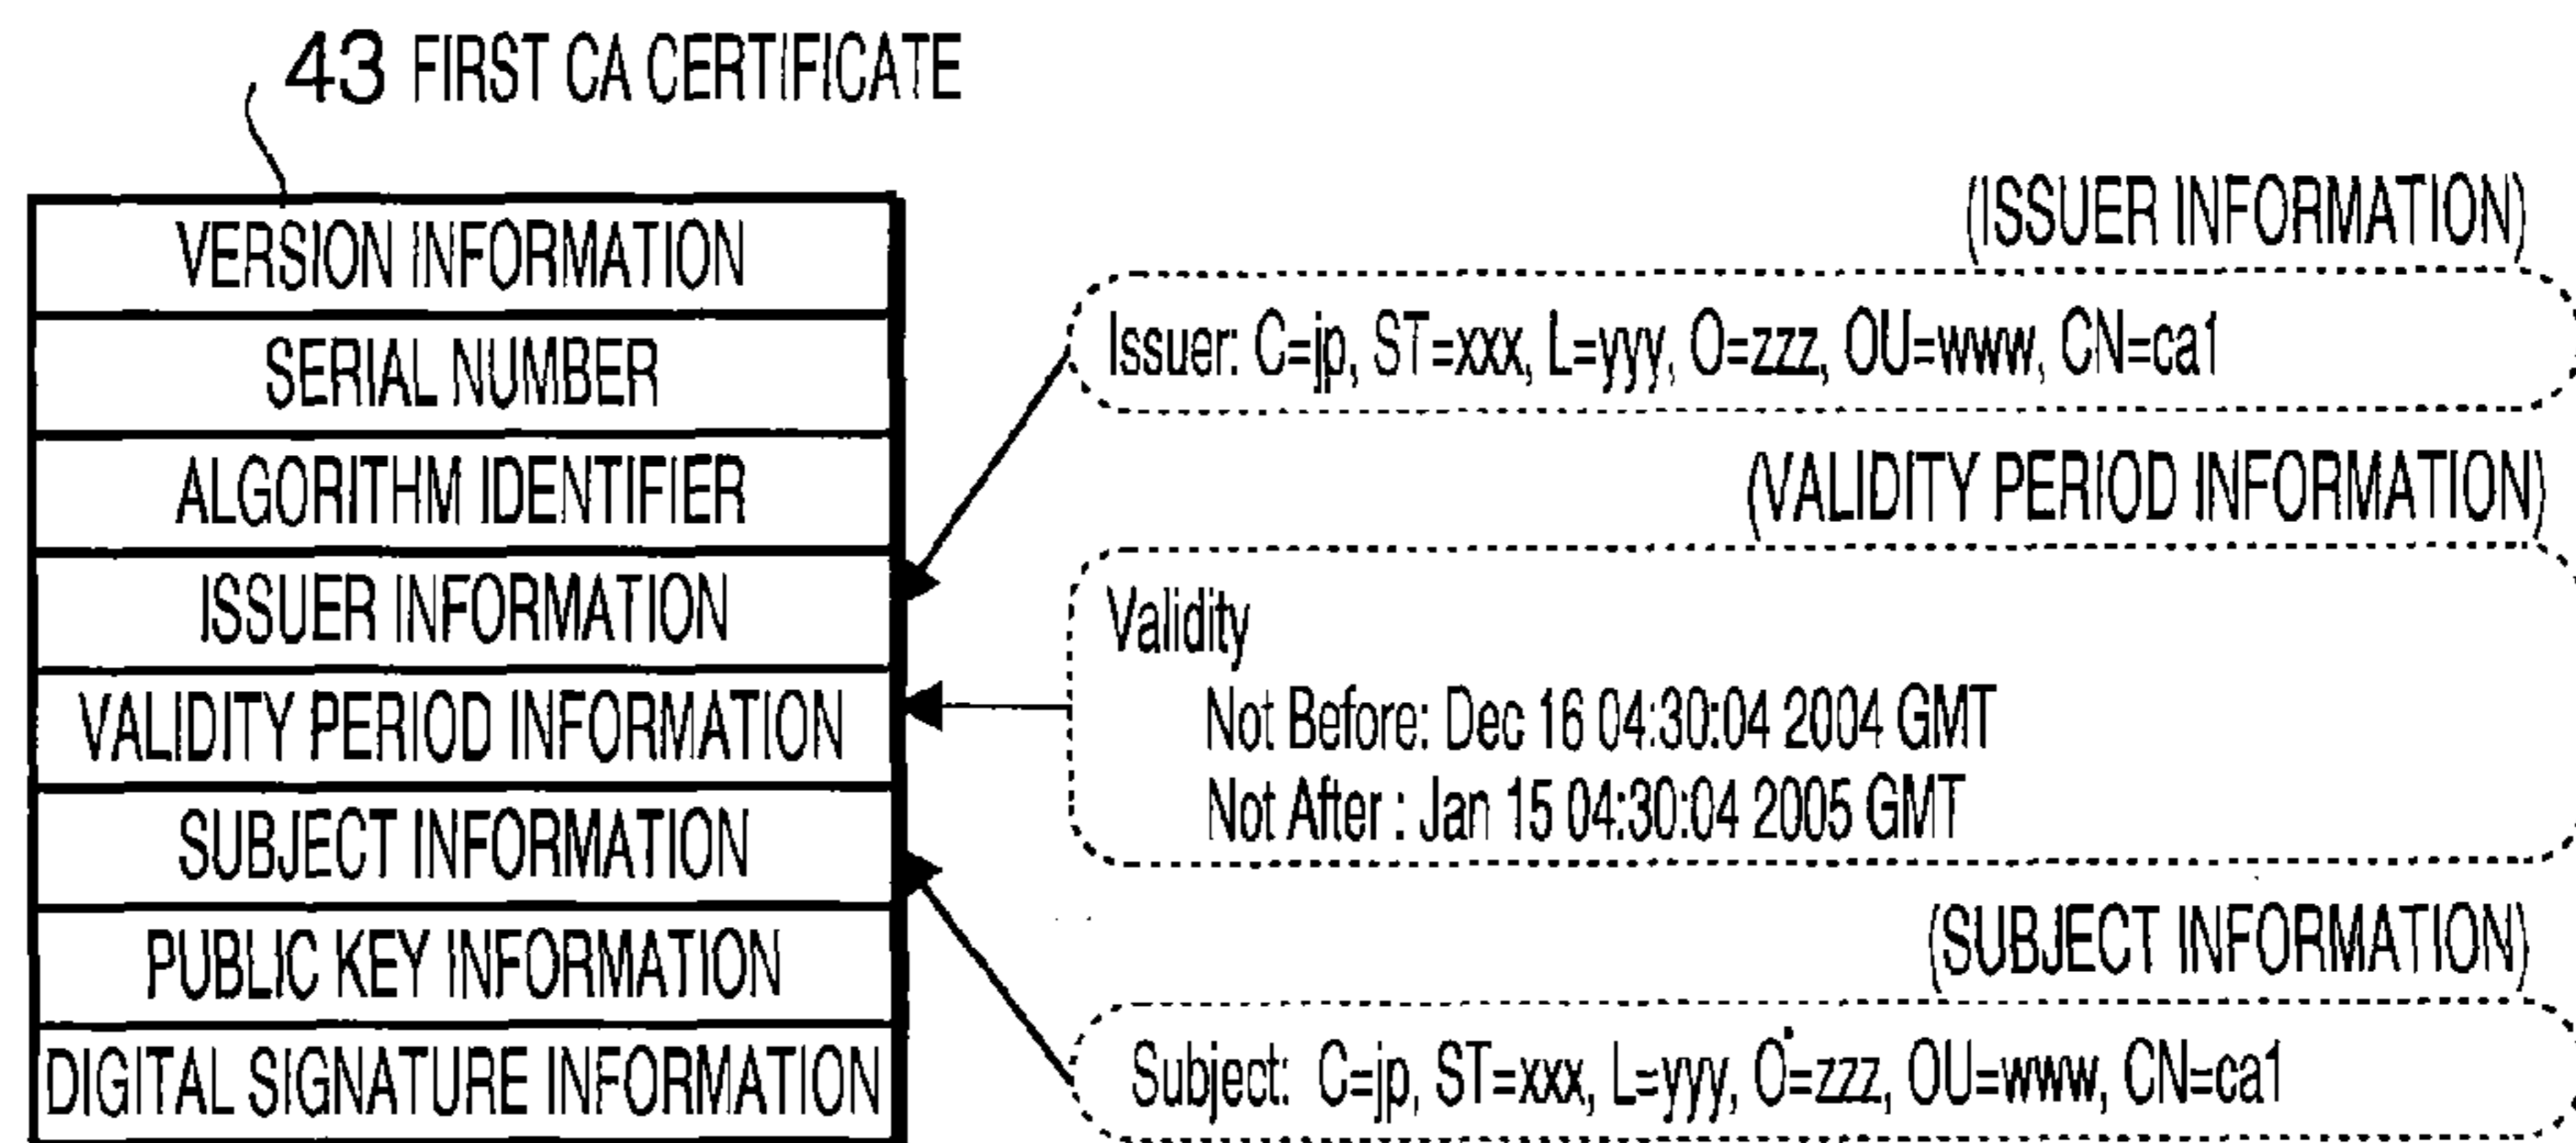 43 FIRST CA CERTIFICATE
VERSION INFORMATION
SERIAL NUMBER
ALGORITHM IDENTIFIER
ISSUER INFORMATION
VALIDITY PERIOD INFORMATION
SUBJECT INFORMATION
PUBLIC KEY INFORMATION
DIGITAL SIGNATURE INFORMATION
(ISSUER INFORMATION)
Issuer: C=jp, ST=xxx, L=yyy, O=zzz, OU=www, CN=ca1
(VALIDITY PERIOD INFORMATION)
Validity
Not Before: Dec 16 04:30:04 2004 GMT
Not After : Jan 15 04:30:04 2005 GMT
(SUBJECT INFORMATION)
Subject: C=jp, ST=xxx, L=yyy, O=zzz, OU=www, CN=ca1